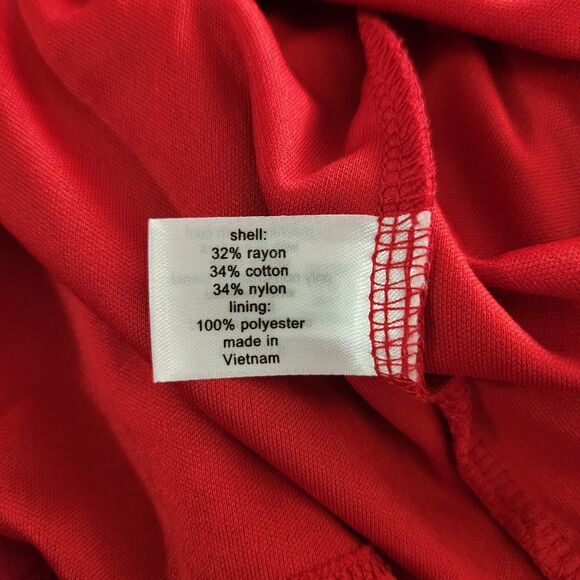 shell:
32% rayon
34% cotton
34% nylon
lining:
100% polyester
made in
Vietnam